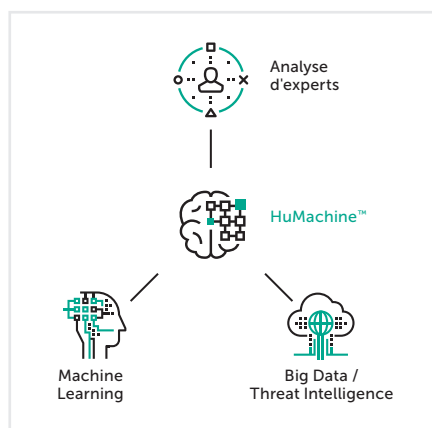 Analyse
d'experts
HuMachine™
Machine
Learning
Big Data /
Threat Intelligence